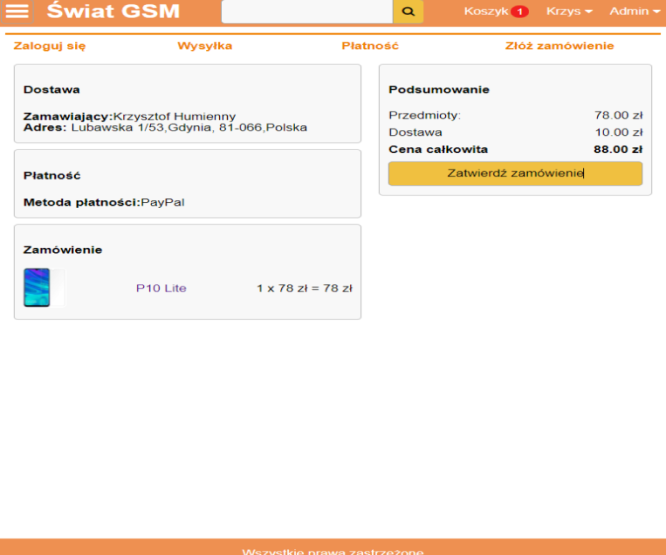 Świat GSM
Koszyk 1 Krzys Admin
Zaloguj się Wysyłka Płatność Złóż zamówienie
Dostawa
Zamawiający:Krzysztof Humienny
Adres: Lubawska 1/53,Gdynia, 81-066,Polska
Płatność
Metoda płatności:PayPal
Zamówienie
P10 Lite 1 x 78 zł = 78 zł
Podsumowanie
Przedmioty: 78.00 zł
Dostawa 10.00 zł
Cena całkowita 88.00 zł
Zatwierdź zamówienie
Wszystkie prawa zastrzeżone